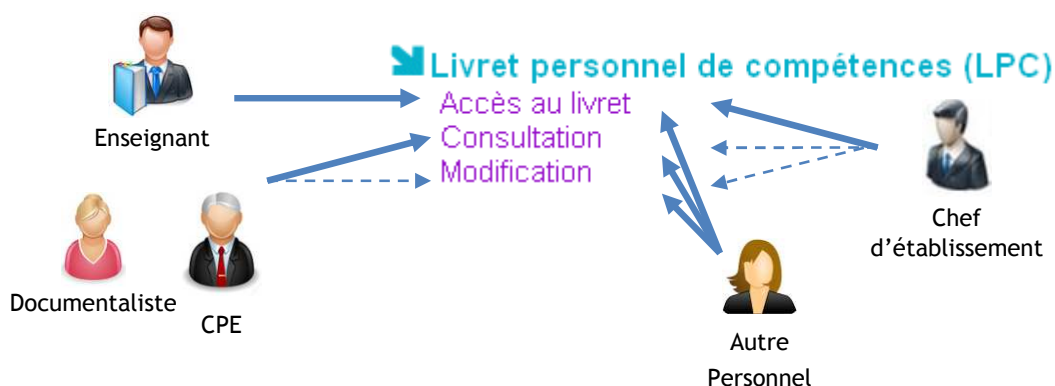 Livret personnel de compétences (LPC)
Accès au livret
Consultation
Modification
Enseignant
Documentaliste
CPE
Chef
d'établissement
Autre
Personnel